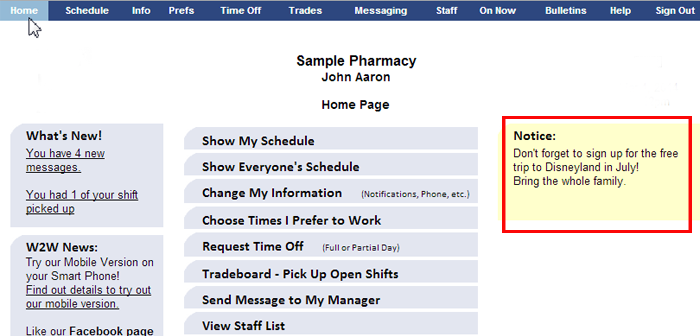 Home Schedule Info Prefs Time Off Trades Messaging Staff On Now Bulletins Help Sign Out
Sample Pharmacy
John Aaron
Home Page
What's New!
You have 4 new
messages.
You had 1 of your shift
picked up
W2W News:
Try our Mobile Version on
your Smart Phone!
Find out details to try out
our mobile version.
Like our Facebook page
Show My Schedule
Show Everyone's Schedule
Change My Information (Notifications, Phone, etc.)
Choose Times I Prefer to Work
Request Time Off (Full or Partial Day)
Tradeboard - Pick Up Open Shifts
Send Message to My Manager
View Staff List
Notice:
Don't forget to sign up for the free
trip to Disneyland in July!
Bring the whole family.